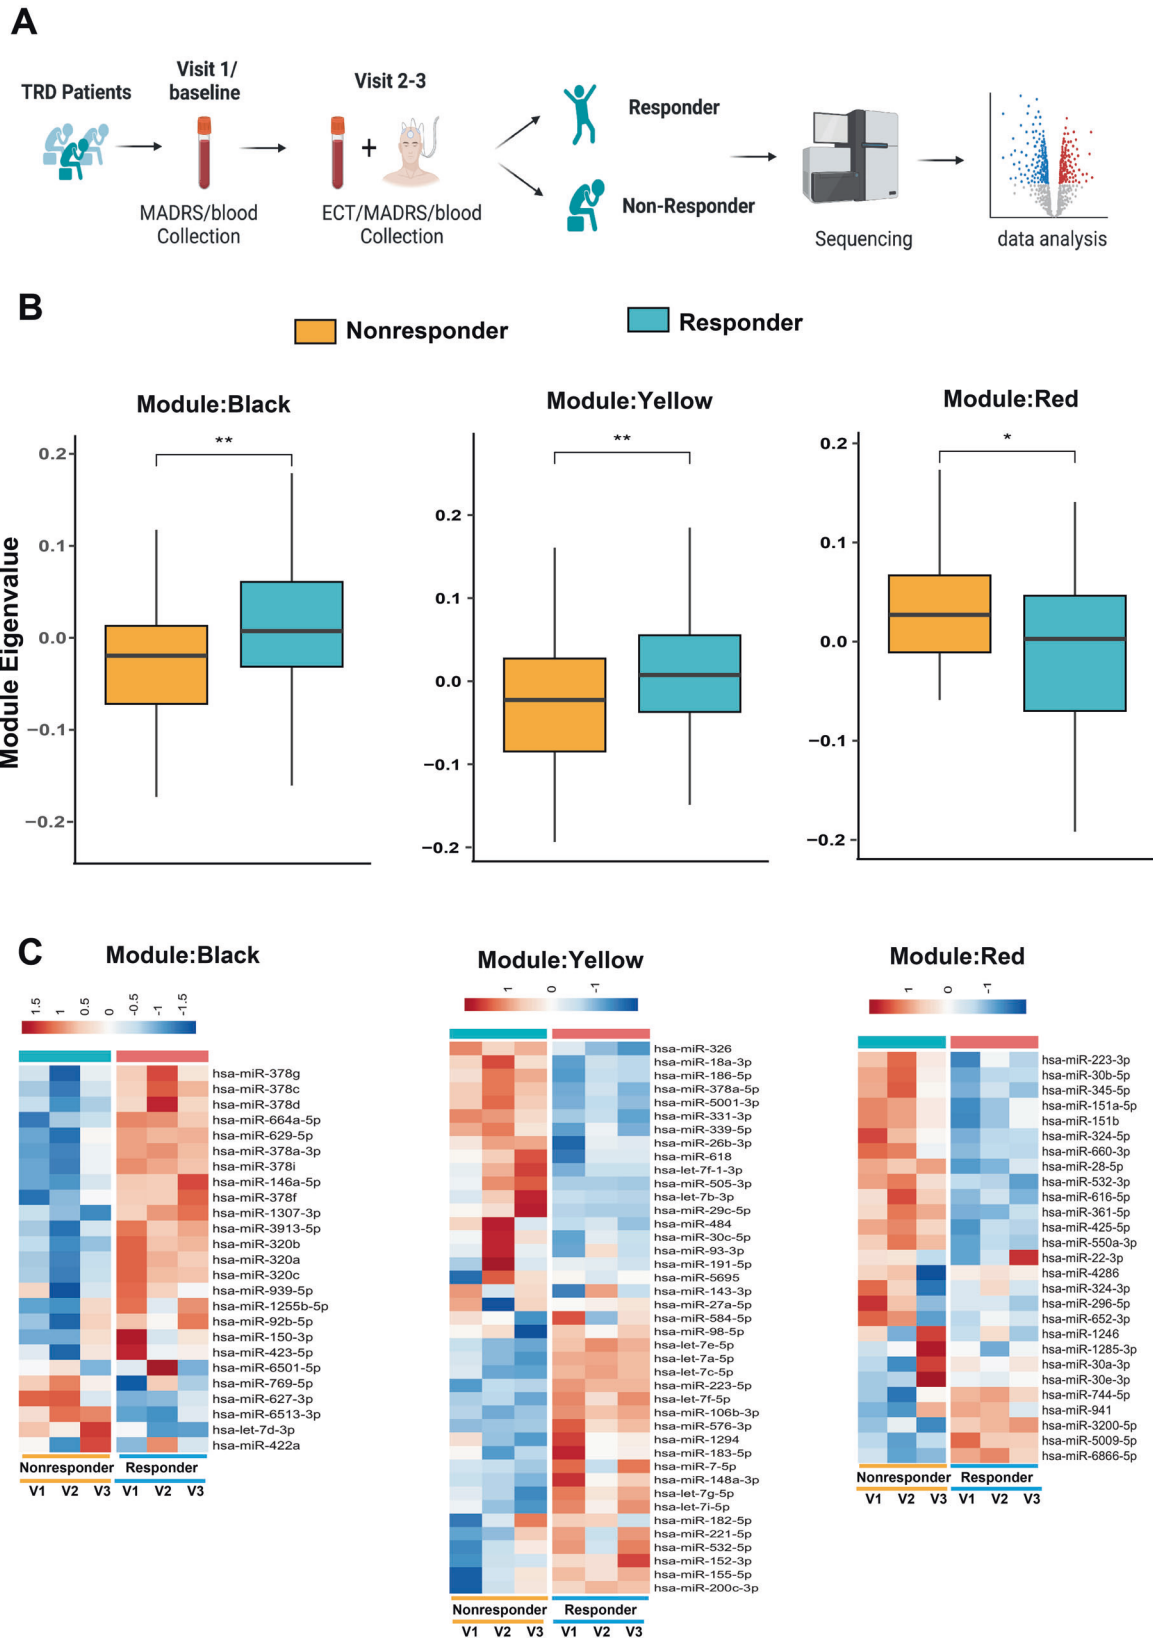 A
TRD Patients
Visit 1/
baseline
Visit 2-3
Responder
Non-Responder
MADRS/blood
Collection
ECT/MADRS/blood
Collection
Sequencing
data analysis
B
Nonresponder
Responder
Module Eigenvalue
Module:Black
**
0.2
0.1
0.0
−0.1
−0.2
Module:Yellow
**
0.2
0.1
0.0
−0.1
−0.2
Module:Red
*
0.2
0.1
0.0
−0.1
−0.2
C
Module:Black
1.5 1 0.5 0 -0.5 -1 -1.5
hsa-miR-378g
hsa-miR-378c
hsa-miR-378d
hsa-miR-664a-5p
hsa-miR-629-5p
hsa-miR-378a-3p
hsa-miR-378i
hsa-miR-146a-5p
hsa-miR-378f
hsa-miR-1307-3p
hsa-miR-3913-5p
hsa-miR-320b
hsa-miR-320a
hsa-miR-320c
hsa-miR-939-5p
hsa-miR-1255b-5p
hsa-miR-92b-5p
hsa-miR-150-3p
hsa-miR-423-5p
hsa-miR-6501-5p
hsa-miR-769-5p
hsa-miR-627-3p
hsa-miR-6513-3p
hsa-let-7d-3p
hsa-miR-422a
Nonresponder Responder
V1 V2 V3 V1 V2 V3
Module:Yellow
1 0 -1
hsa-miR-326
hsa-miR-18a-3p
hsa-miR-186-5p
hsa-miR-378a-5p
hsa-miR-5001-3p
hsa-miR-331-3p
hsa-miR-339-5p
hsa-miR-26b-3p
hsa-miR-618
hsa-let-7f-1-3p
hsa-miR-505-3p
hsa-let-7b-3p
hsa-miR-29c-5p
hsa-miR-484
hsa-miR-30c-5p
hsa-miR-93-3p
hsa-miR-191-5p
hsa-miR-5695
hsa-miR-143-3p
hsa-miR-27a-5p
hsa-miR-584-5p
hsa-miR-98-5p
hsa-let-7e-5p
hsa-let-7a-5p
hsa-let-7c-5p
hsa-miR-223-5p
hsa-let-7f-5p
hsa-miR-106b-3p
hsa-miR-576-3p
hsa-miR-1294
hsa-miR-183-5p
hsa-miR-7-5p
hsa-miR-148a-3p
hsa-let-7g-5p
hsa-let-7i-5p
hsa-miR-182-5p
hsa-miR-221-5p
hsa-miR-532-5p
hsa-miR-152-3p
hsa-miR-155-5p
hsa-miR-200c-3p
Nonresponder Responder
V1 V2 V3 V1 V2 V3
Module:Red
1 0 -1
hsa-miR-223-3p
hsa-miR-30b-5p
hsa-miR-345-5p
hsa-miR-151a-5p
hsa-miR-151b
hsa-miR-324-5p
hsa-miR-660-3p
hsa-miR-28-5p
hsa-miR-532-3p
hsa-miR-616-5p
hsa-miR-361-5p
hsa-miR-425-5p
hsa-miR-550a-3p
hsa-miR-22-3p
hsa-miR-4286
hsa-miR-324-3p
hsa-miR-296-5p
hsa-miR-652-3p
hsa-miR-1246
hsa-miR-1285-3p
hsa-miR-30a-3p
hsa-miR-30e-3p
hsa-miR-744-5p
hsa-miR-941
hsa-miR-3200-5p
hsa-miR-5009-5p
hsa-miR-6866-5p
Nonresponder Responder
V1 V2 V3 V1 V2 V3